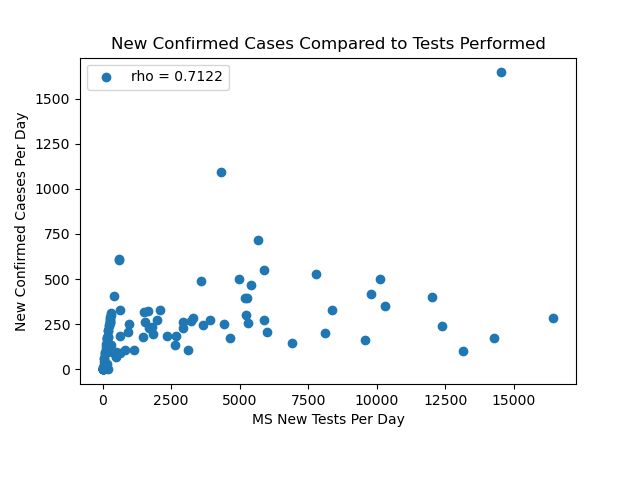 New Confirmed Cases Compared to Tests Performed
rho = 0.7122
New Confirmed Caeses Per Day
1500
1250
1000
750
500
250
0
0 2500 5000 7500 10000 12500 15000
MS New Tests Per Day